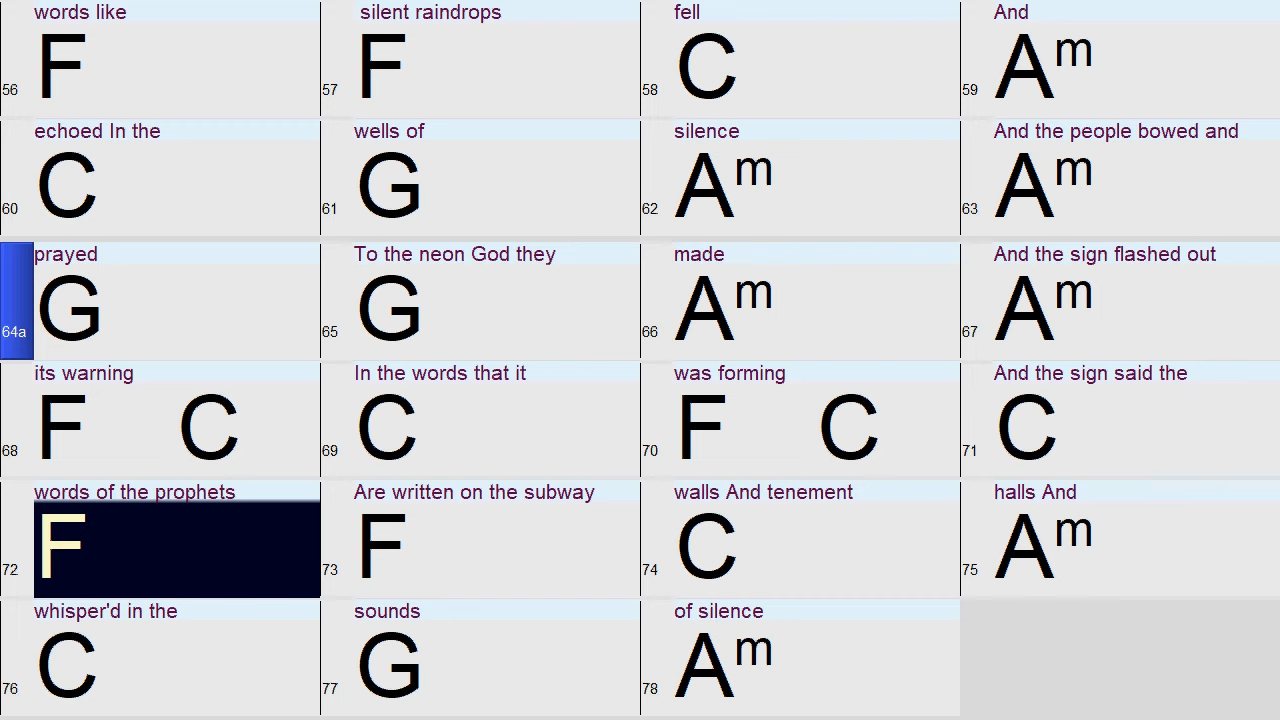 words like silent raindrops fell And
56 F 57 F 58 C 59 Am
echoed In the wells of silence And the people bowed and
60 C 61 G 62 Am 63 Am
prayed To the neon God they made And the sign flashed out
64a G 65 G 66 Am 67 Am
its warning In the words that it was forming And the sign said the
68 F C 69 C 70 F C 71 C
words of the prophets Are written on the subway walls And tenement halls And
72 F 73 F 74 C 75 Am
whisper'd in the sounds of silence
76 C 77 G 78 Am